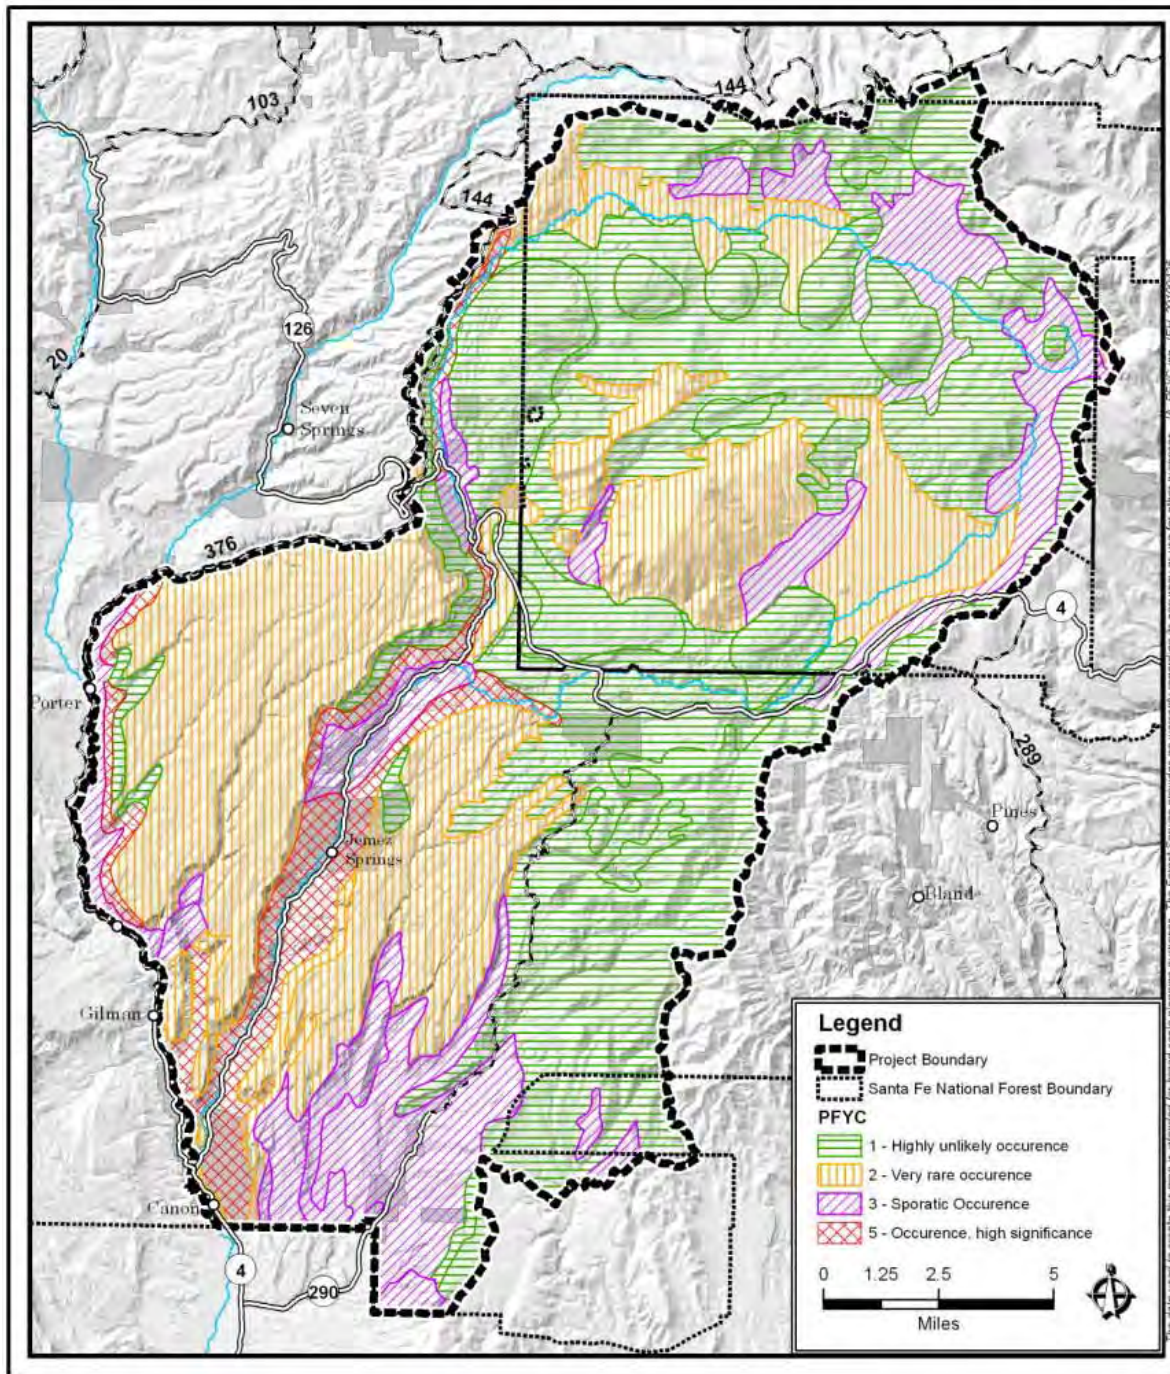 144
103
144
126
20
Seven
Springs
376
4
Porter
289
Pines
Jemez
Springs
Bland
Gilman
Canon
4
290
Legend
Project Boundary
Santa Fe National Forest Boundary
PFYC
1 - Highly unlikely occurence
2 - Very rare occurence
3 - Sporatic Occurence
5 - Occurence, high significance
0 1.25 2.5 5
Miles